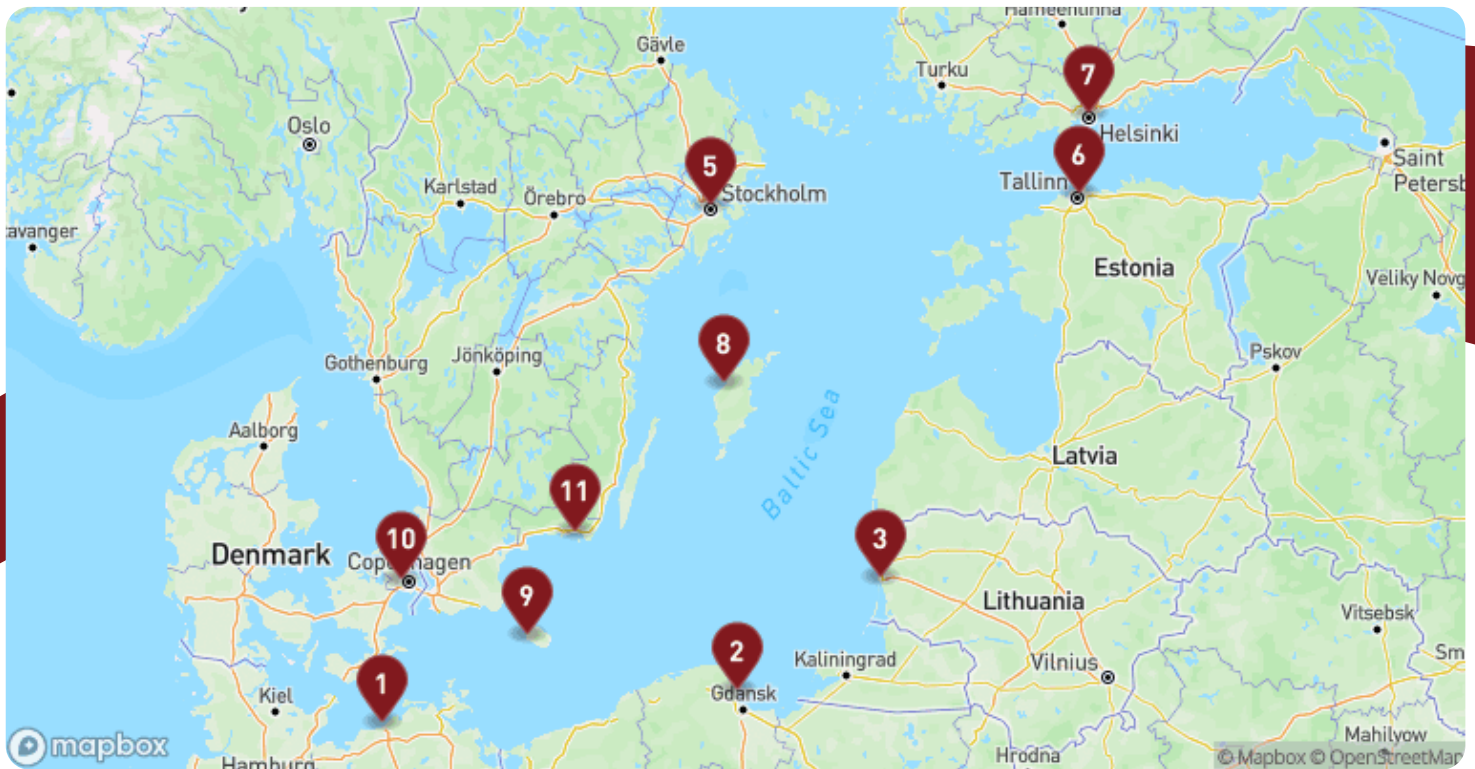 Hämeenlinna
Gävle
Turku
7
Oslo
Helsinki
Saint
Petersb
5
6
Karlstad
Örebro
Stockholm
Tallinn
avanger
Estonia
Veliky Novg
8
Gothenburg
Jönköping
Pskov
Aalborg
Baltic Sea
Latvia
11
10
3
Denmark
Copenhagen
9
Lithuania
Vitsebsk
2
Kaliningrad
Vilnius
Sm
1
Kiel
Gdansk
mapbox
Hamburg
Hrodna
Mahilyow
© Mapbox © OpenStreetMap